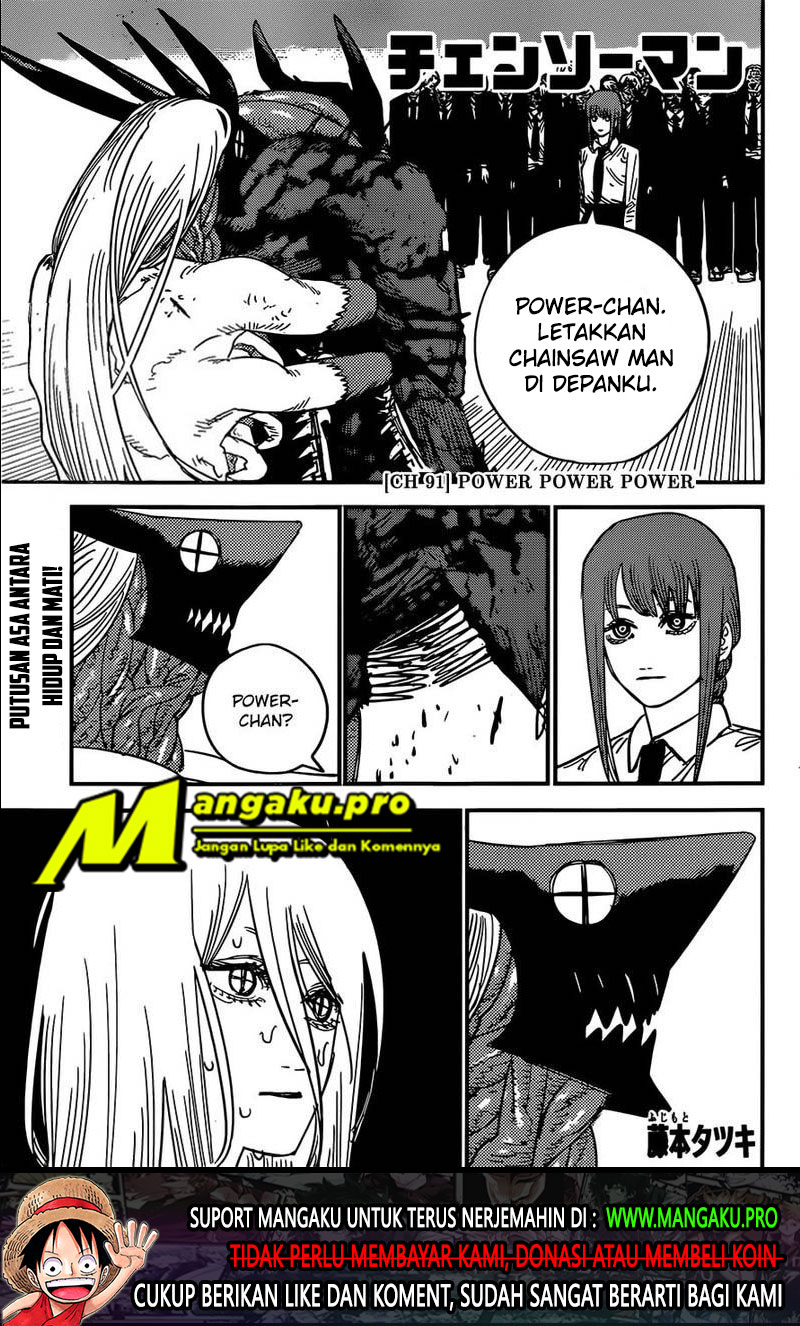 チェンソーマン
POWER-CHAN.
LETAKKAN
CHAINSAW MAN
DI DEPANKU.
[CH 91] POWER POWER POWER
PUTUSAN ASA ANTARA
HIDUP DAN MATI!
POWER-
CHAN?
Mangaku.pro
Jangan Lupa Like dan Komennya
ふじもと
藤本タツキ
SUPORT MANGAKU UNTUK TERUS NERJEMAHIN DI : WWW.MANGAKU.PRO
TIDAK PERLU MEMBAYAR KAMI, DONASI ATAU MEMBELI KOIN
CUKUP BERIKAN LIKE DAN KOMENT, SUDAH SANGAT BERARTI BAGI KAMI